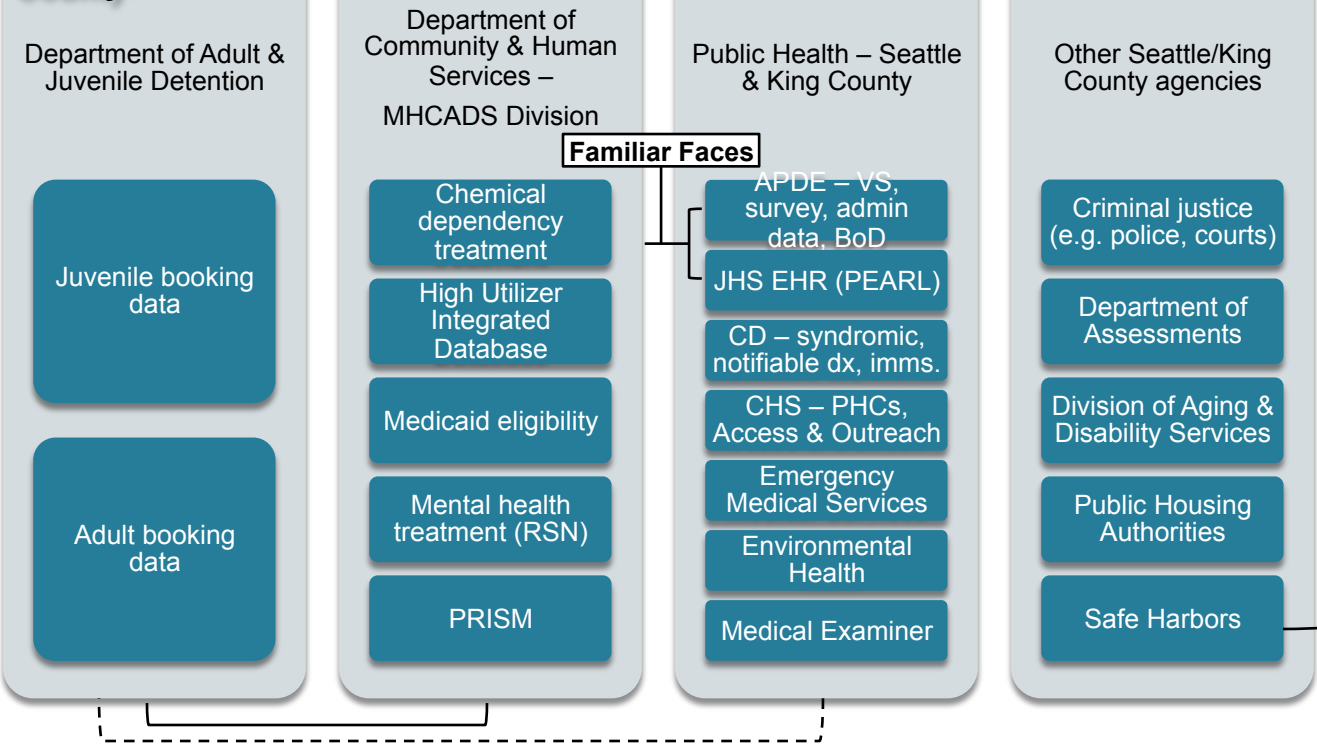 Department of Adult &
Juvenile Detention
Juvenile booking
data
Adult booking
data
Department of
Community & Human
Services –
MHCADS Division
Familiar Faces
Chemical
dependency
treatment
High Utilizer
Integrated
Database
Medicaid eligibility
Mental health
treatment (RSN)
PRISM
Public Health – Seattle
& King County
APDE – VS,
survey, admin
data, BoD
JHS EHR (PEARL)
CD – syndromic,
notifiable dx, imms.
CHS – PHCs,
Access & Outreach
Emergency
Medical Services
Environmental
Health
Medical Examiner
Other Seattle/King
County agencies
Criminal justice
(e.g. police, courts)
Department of
Assessments
Division of Aging &
Disability Services
Public Housing
Authorities
Safe Harbors